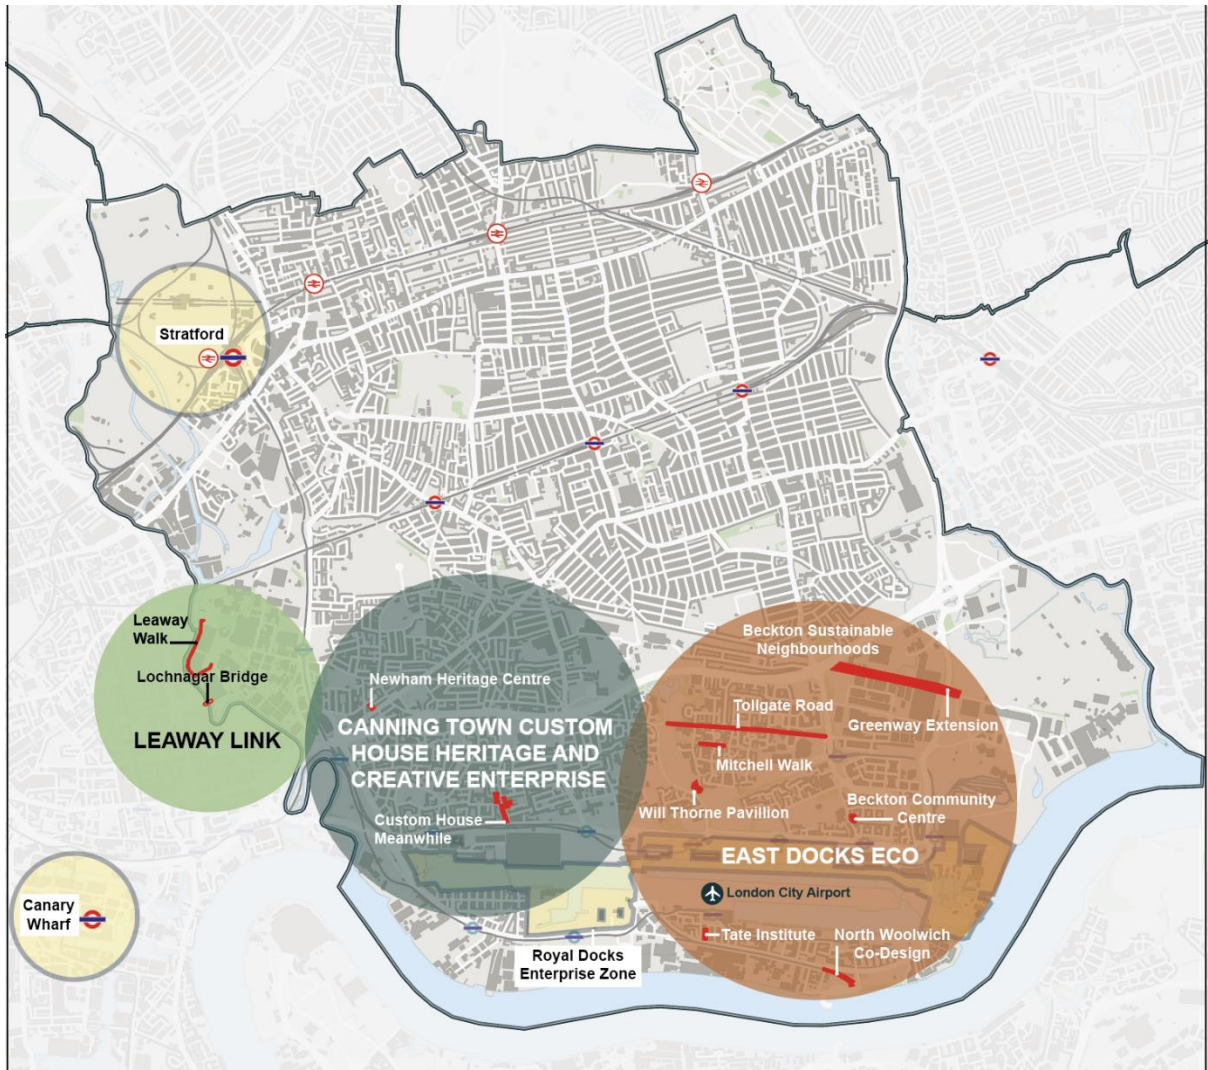 Stratford
Leaway
Walk
Lochnagar Bridge
LEAWAY LINK
Newham Heritage Centre
CANNING TOWN CUSTOM
HOUSE HERITAGE AND
CREATIVE ENTERPRISE
Custom House
Meanwhile
Beckton Sustainable
Neighbourhoods
Tollgate Road
Greenway Extension
Mitchell Walk
Will Thorne Pavillion
Beckton Community
Centre
EAST DOCKS ECO
London City Airport
Tate Institute
North Woolwich
Co-Design
Canary
Wharf
Royal Docks
Enterprise Zone